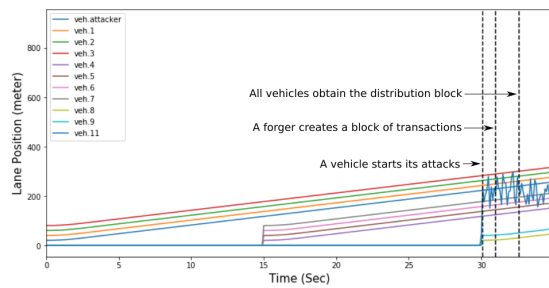 veh.attacker
veh.1
veh.2
veh.3
veh.4
veh.5
veh.6
veh.7
veh.8
veh.9
veh.11
All vehicles obtain the distribution block
A forger creates a block of transactions
A vehicle starts its attacks
Lane Position (meter)
800
600
400
200
0
0 5 10 15 20 25 30
Time (Sec)